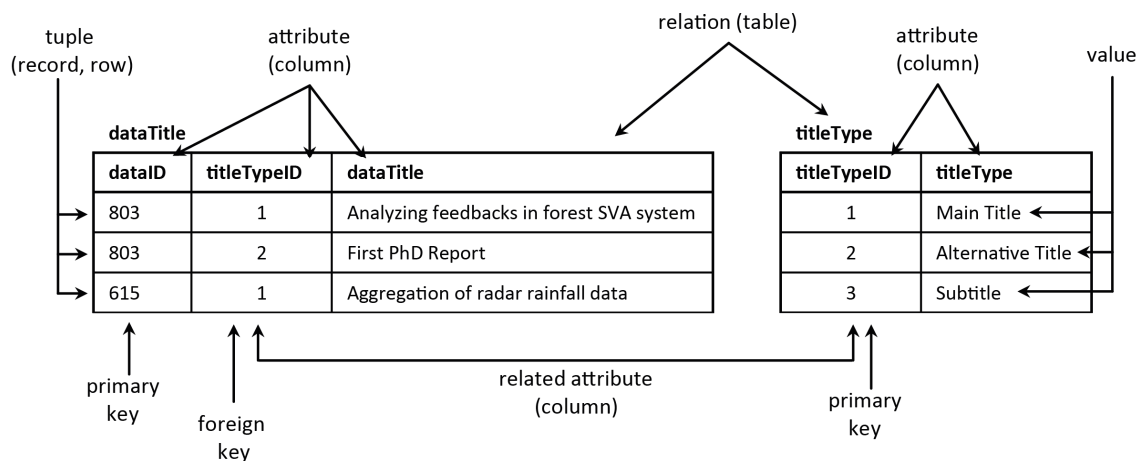 relation (table)
tuple
(record, row)
attribute
(column)
attribute
(column)
value
dataTitle
titleType
dataID titleTypeID dataTitle
803 1 Analyzing feedbacks in forest SVA system
803 2 First PhD Report
615 1 Aggregation of radar rainfall data
titleTypeID titleType
1 Main Title
2 Alternative Title
3 Subtitle
primary
key
foreign
key
related attribute
(column)
primary
key